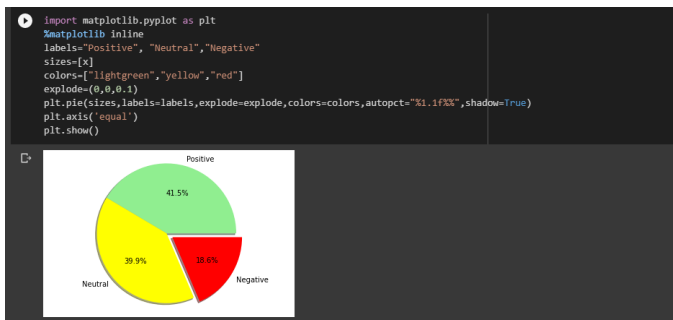 import matplotlib.pyplot as plt
%matplotlib inline
labels="Positive", "Neutral","Negative"
sizes=[x]
colors=["lightgreen","yellow","red"]
explode=(0,0,0.1)
plt.pie(sizes,labels=labels,explode=explode,colors=colors,autopct="%1.1f%%",shadow=True)
plt.axis('equal')
plt.show()
Positive
41.5%
39.9%
18.6%
Neutral
Negative